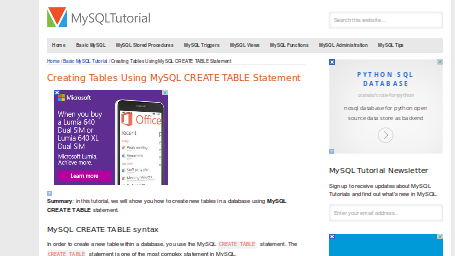 MySQLTutorial
Search this website...
Home Basic MySQL MySQL Stored Procedures MySQL Triggers MySQL Views MySQL Functions MySQL Administration MySQL Tips
Home / Basic MySQL Tutorial / Creating Tables Using MySQL CREATE TABLE Statement
Creating Tables Using MySQL CREATE TABLE Statement
Microsoft
When you buy
a Lumia 640
Dual SIM or
Lumia 640 XL
Dual SIM
Microsoft Lumia.
Achieve more.
Learn more
Office
recent
Summary: in this tutorial, we will show you how to create new tables in a database using MySQL
CREATE TABLE statement.
MySQL CREATE TABLE syntax
In order to create a new table within a database, you use the MySQL CREATE TABLE statement. The
CREATE TABLE statement is one of the most complex statement in MySQL.
PYTHON SQL
DATABASE
nosql database for python open
source data store as backend
MySQL Tutorial Newsletter
Sign up to receive updates about MySQL
Tutorials and find out what's new in MySQL.
Enter your email address...